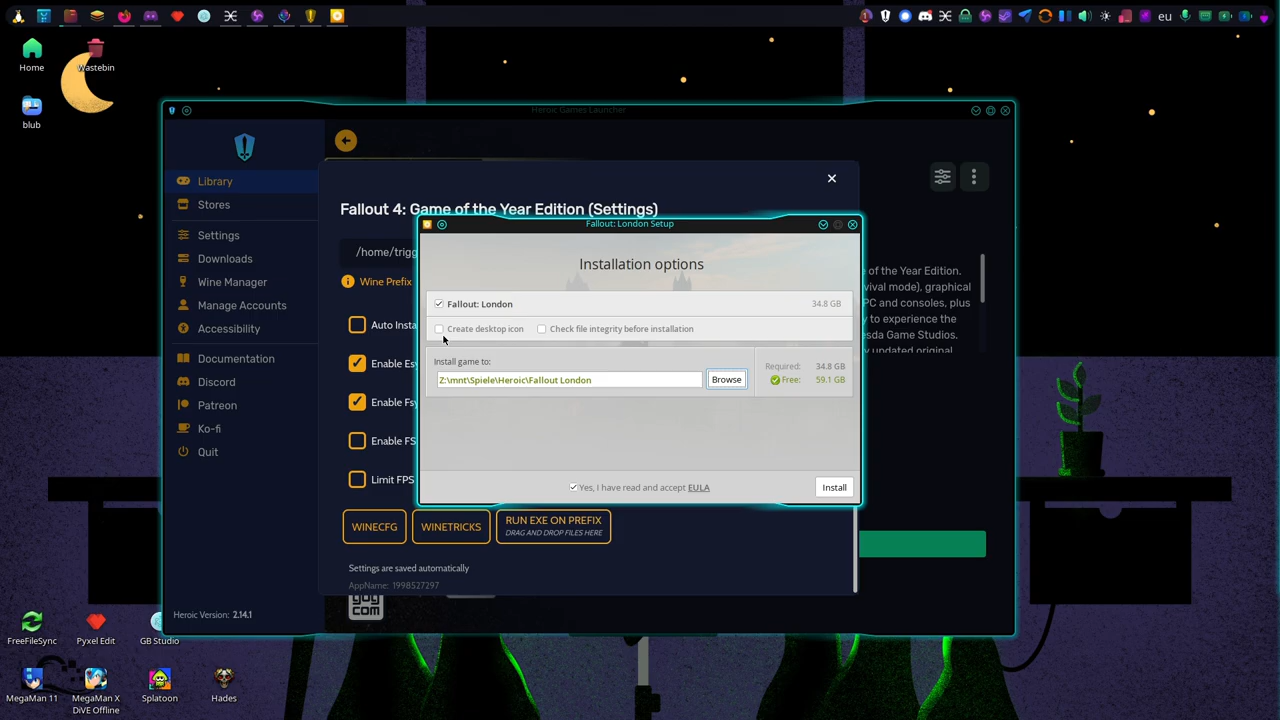 eu
Home
Wastebin
blub
Heroic Games Launcher
Library
Stores
Settings
Downloads
Wine Manager
Manage Accounts
Accessibility
Documentation
Discord
Patreon
Ko-fi
Quit
Heroic Version: 2.14.1
Fallout 4: Game of the Year Edition (Settings)
/home/trigg
Wine Prefix
Auto Insta
Enable Esy
Enable Fsy
Enable FS
Limit FPS
WINECFG
WINETRICKS
RUN EXE ON PREFIX
DRAG AND DROP FILES HERE
Settings are saved automatically
AppName: 1998527297
Fallout: London Setup
Installation options
Fallout: London
34.8 GB
Create desktop icon
Check file integrity before installation
Install game to:
Z:\mnt\Spiele\Heroic\Fallout London
Browse
Required: 34.8 GB
Free: 59.1 GB
Yes, I have read and accept EULA
Install
e of the Year Edition.
vival mode), graphical
PC and consoles, plus
y to experience the
esda Game Studios.
y updated original
GOG
COM
FreeFileSync
Pyxel Edit
GB Studio
MegaMan 11
MegaMan X
DiVE Offline
Splatoon
Hades